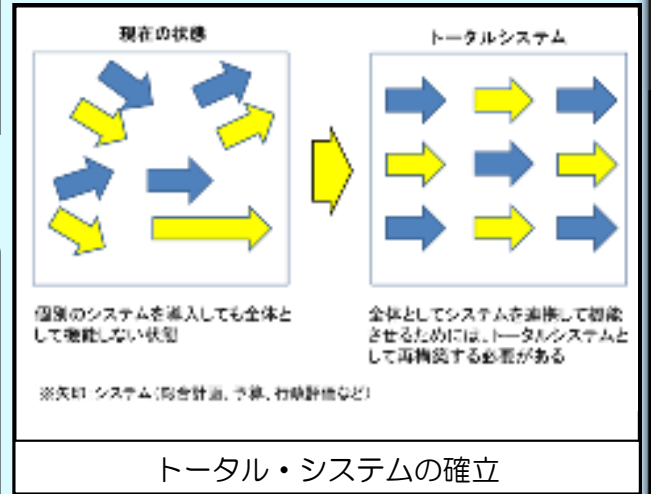 現在の状態
トータルシステム
個別のシステムを導入しても全体と
して機能しない状態
全体としてシステムを連携して機能
させるためには、トータルシステムと
して再構築する必要がある
※矢印:システム(総合計画、予算、行政評価など)
トータル・システムの確立